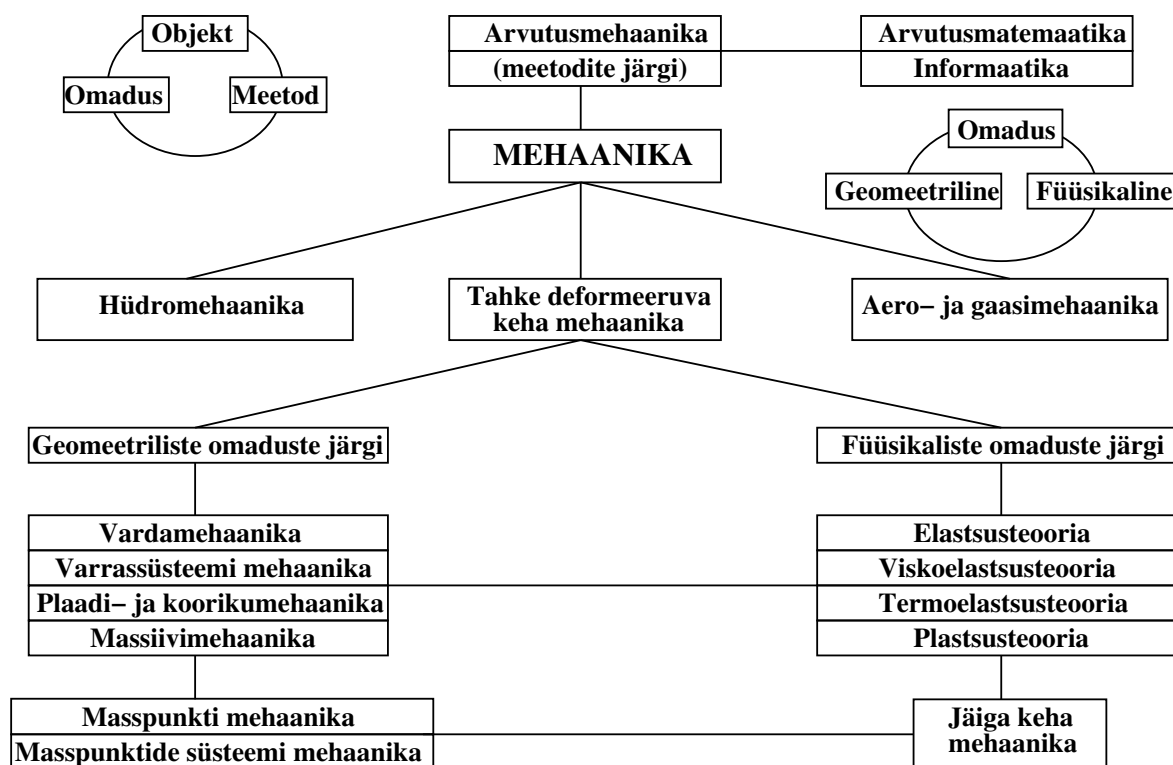 Objekt
Omadus
Meetod
Arvutusmehaanika
(meetodite järgi)
Arvutusmatemaatika
Informaatika
MEHAANIKA
Omadus
Geomeetriline
Füüsikaline
Hüdromehaanika
Tahke deformeeruva
keha mehaanika
Aero− ja gaasimehaanika
Geomeetriliste omaduste järgi
Füüsikaliste omaduste järgi
Vardamehaanika
Varrassüsteemi mehaanika
Plaadi− ja koorikumehaanika
Massiivimehaanika
Elastsusteooria
Viskoelastsusteooria
Termoelastsusteooria
Plastsusteooria
Masspunkti mehaanika
Masspunktide süsteemi mehaanika
Jäiga keha
mehaanika